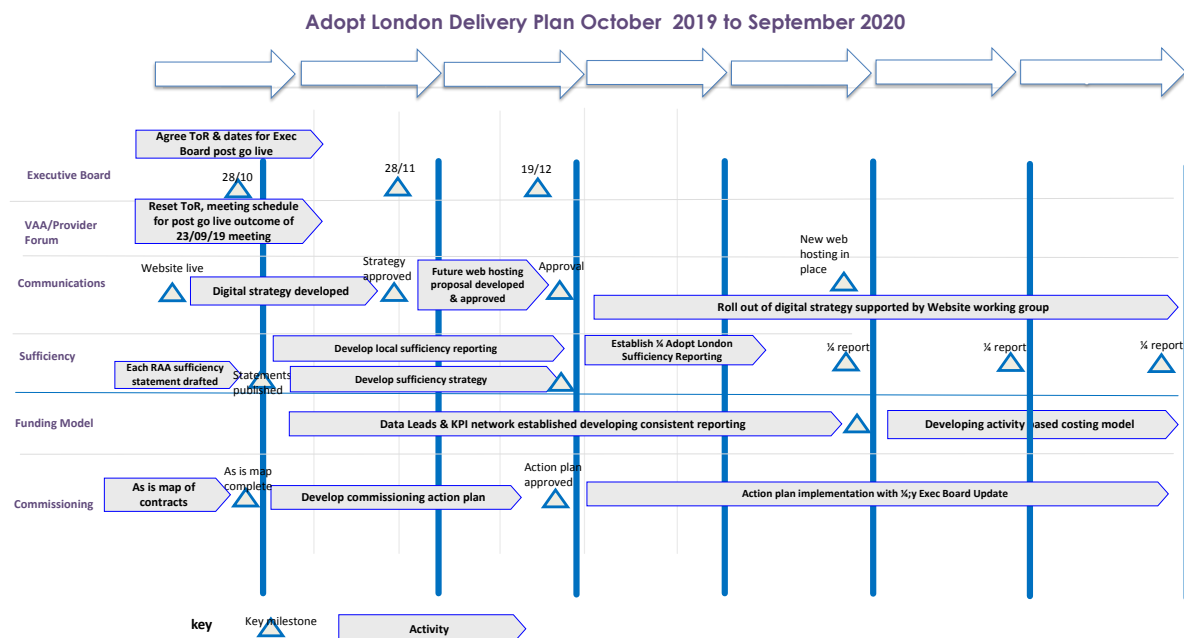 Adopt London Delivery Plan October 2019 to September 2020
Agree ToR & dates for Exec
Board post go live
Executive Board
28/10
28/11
19/12
VAA/Provider
Forum
Reset ToR, meeting schedule
for post go live outcome of
23/09/19 meeting
Communications
Website live
Digital strategy developed
Strategy
approved
Future web hosting
proposal developed
& approved
Approval
New web
hosting in
place
Roll out of digital strategy supported by Website working group
Sufficiency
Each RAA sufficiency
statement drafted
Statements
published
Develop local sufficiency reporting
Develop sufficiency strategy
Establish ¼ Adopt London
Sufficiency Reporting
¼ report
¼ report
¼ report
Funding Model
Data Leads & KPI network established developing consistent reporting
Developing activity based costing model
Commissioning
As is map of
contracts
As is map
complete
Develop commissioning action plan
Action plan
approved
Action plan implementation with ¼;y Exec Board Update
key
Key milestone
Activity